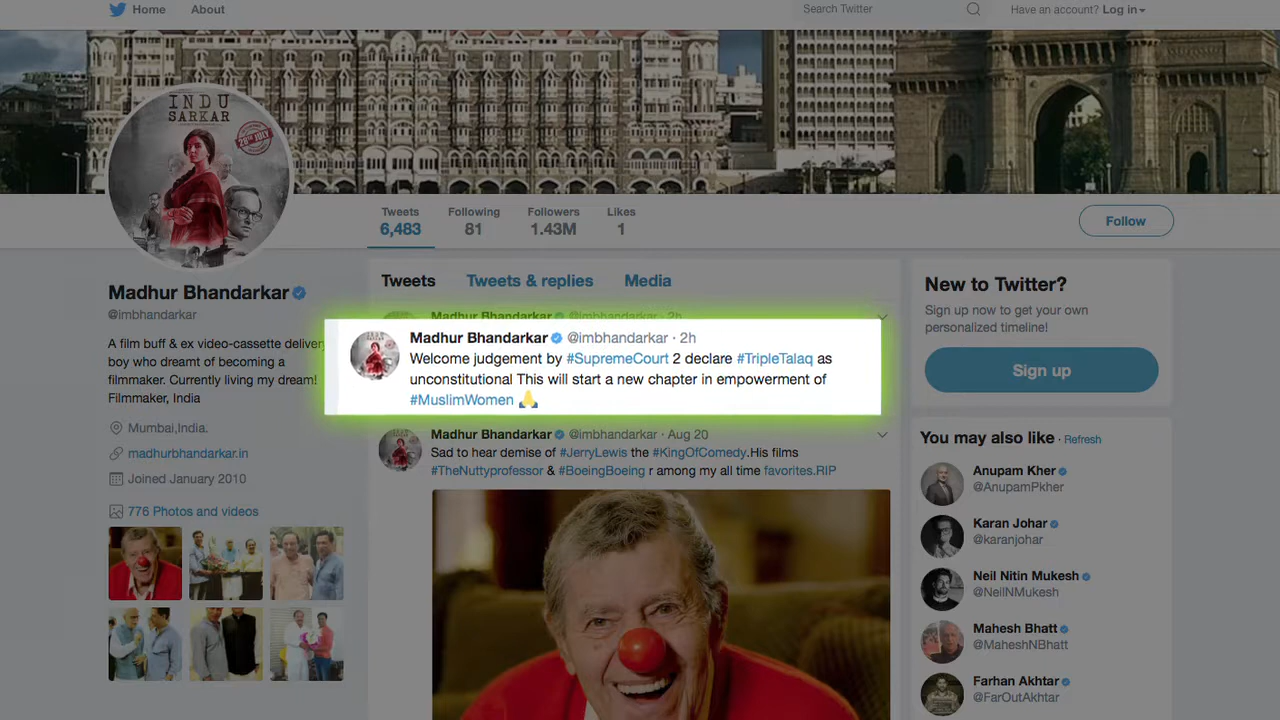 Home About Search Twitter Have an account? Log in
INDU
SARKAR
28TH JULY
Tweets Following Followers Likes
6,483 81 1.43M 1
Follow
Madhur Bhandarkar
@imbhandarkar
A film buff & ex video-cassette delivery
boy who dreamt of becoming a
filmmaker. Currently living my dream!
Filmmaker, India
Mumbai,India.
madhurbhandarkar.in
Joined January 2010
776 Photos and videos
Tweets Tweets & replies Media
Madhur Bhandarkar @imbhandarkar · 2h
Madhur Bhandarkar @imbhandarkar · 2h
Welcome judgement by #SupremeCourt 2 declare #TripleTalaq as
unconstitutional This will start a new chapter in empowerment of
#MuslimWomen 🙏
Madhur Bhandarkar @imbhandarkar · Aug 20
Sad to hear demise of #JerryLewis the #KingOfComedy.His films
#TheNuttyprofessor & #BoeingBoeing r among my all time favorites.RIP
New to Twitter?
Sign up now to get your own
personalized timeline!
Sign up
You may also like · Refresh
Anupam Kher
@AnupamPkher
Karan Johar
@karanjohar
Neil Nitin Mukesh
@NeilNMukesh
Mahesh Bhatt
@MaheshNBhatt
Farhan Akhtar
@FarOutAkhtar